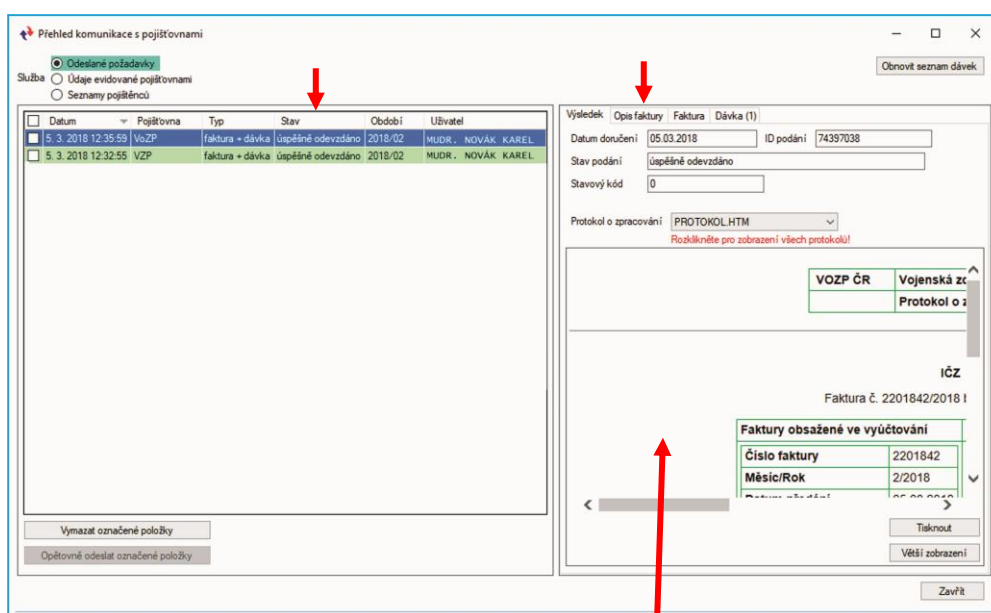 Přehled komunikace s pojišťovnami
Služba
Odeslané požadavky
Údaje evidované pojišťovnami
Seznamy pojištěnců
Obnovit seznam dávek
Datum Pojišťovna Typ Stav Období Uživatel
5. 3. 2018 12:35:59 VoZP faktura + dávka úspěšně odevzdáno 2018/02 MUDR. NOVÁK KAREL
5. 3. 2018 12:32:55 VZP faktura + dávka úspěšně odevzdáno 2018/02 MUDR. NOVÁK KAREL
Vymazat označené položky
Opětovně odeslat označené položky
Výsledek Opis faktury Faktura Dávka (1)
Datum doručení 05.03.2018 ID podání 74397038
Stav podání úspěšně odevzdáno
Stavový kód 0
Protokol o zpracování PROTOKOL.HTM
Rozklikněte pro zobrazení všech protokolů!
VOZP ČR Vojenská
Protokol o
IČZ
Faktura č. 2201842/2018
Faktury obsažené ve vyúčtování
Číslo faktury 2201842
Měsíc/Rok 2/2018
Tisknout
Větší zobrazení
Zavřít